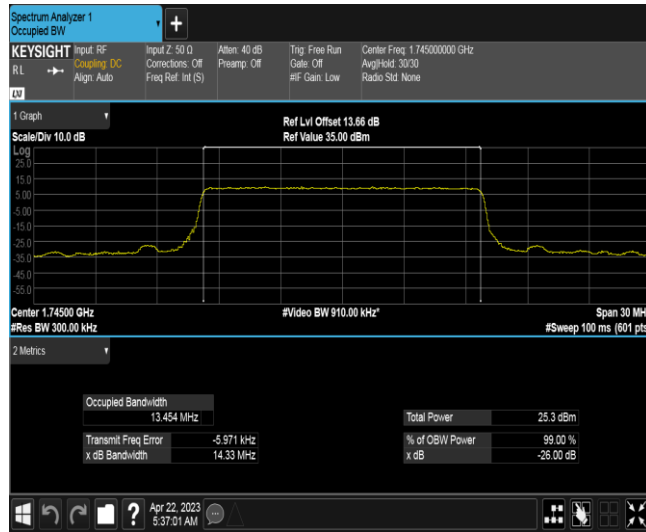 Spectrum Analyzer 1
Occupied BW
+
KEYSIGHT
RL
LXI
Input: RF
Coupling: DC
Align: Auto
Input Z: 50 Ω
Corrections: Off
Freq Ref: Int (S)
Atten: 40 dB
Preamp: Off
Trig: Free Run
Gate: Off
#IF Gain: Low
Center Freq: 1.745000000 GHz
Avg|Hold: 30/30
Radio Std: None
1 Graph
Scale/Div 10.0 dB
Ref Lvl Offset 13.66 dB
Ref Value 35.00 dBm
Log
25.0
15.0
5.00
-5.00
-15.0
-25.0
-35.0
-45.0
-55.0
Center 1.74500 GHz
#Video BW 910.00 kHz*
Span 30 MH
#Res BW 300.00 kHz
#Sweep 100 ms (601 pts
2 Metrics
Occupied Bandwidth
13.454 MHz
Total Power 25.3 dBm
Transmit Freq Error -5.971 kHz
% of OBW Power 99.00 %
x dB Bandwidth 14.33 MHz
x dB -26.00 dB
?
Apr 22, 2023
5:37:01 AM